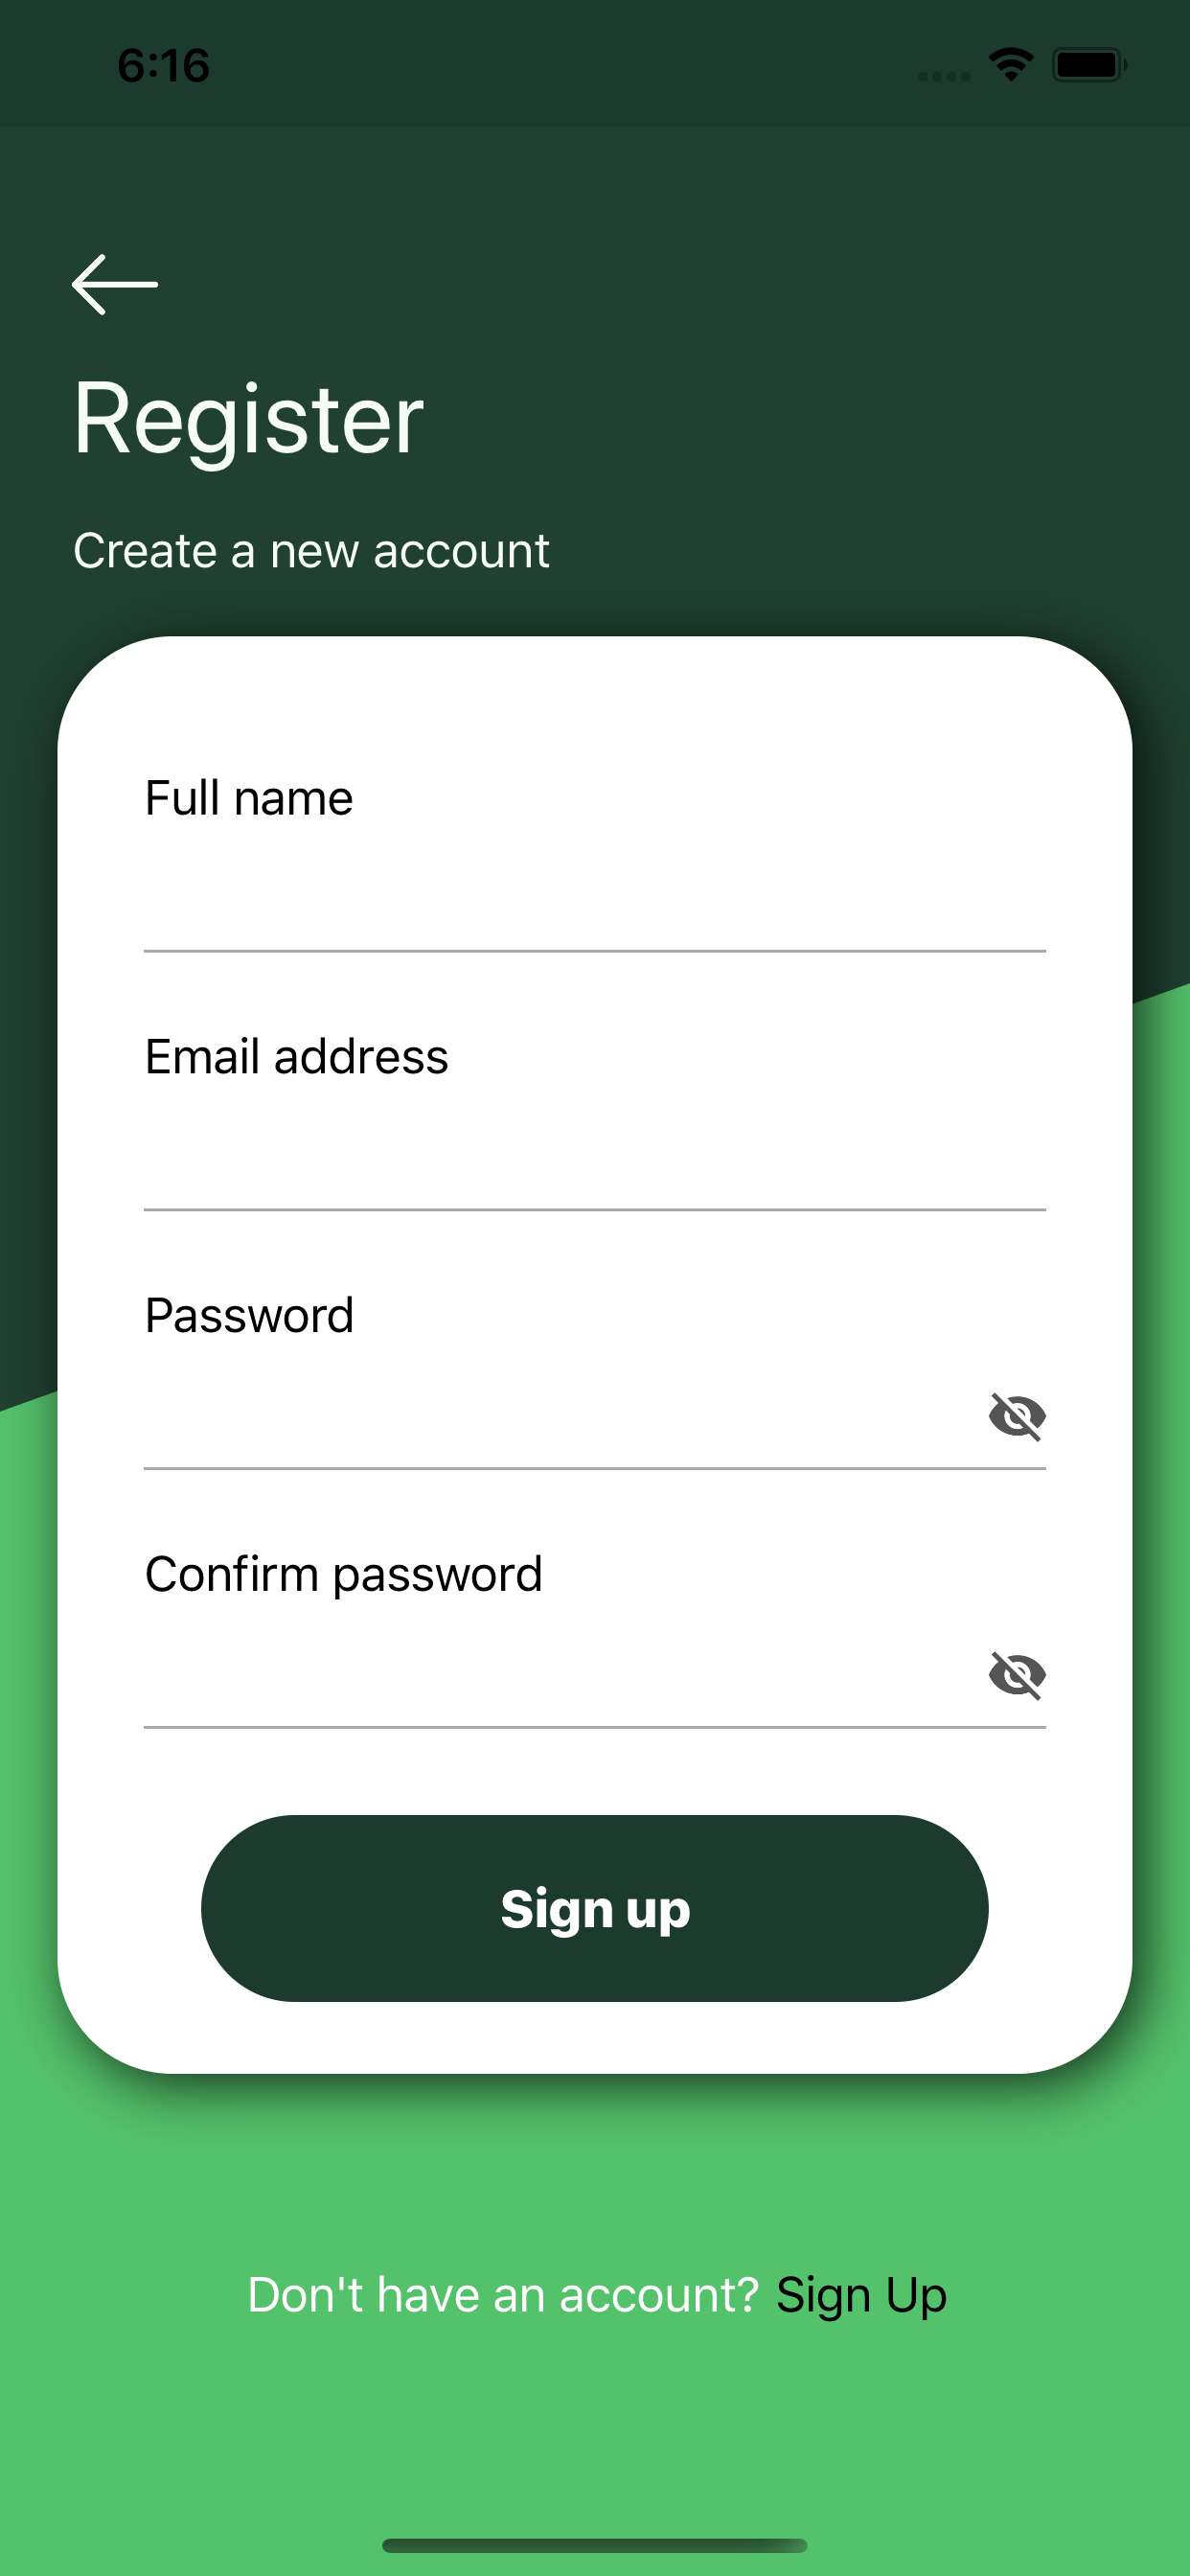 6:16
Register
Create a new account
Full name
Email address
Password
Confirm password
Sign up
Don't have an account? Sign Up